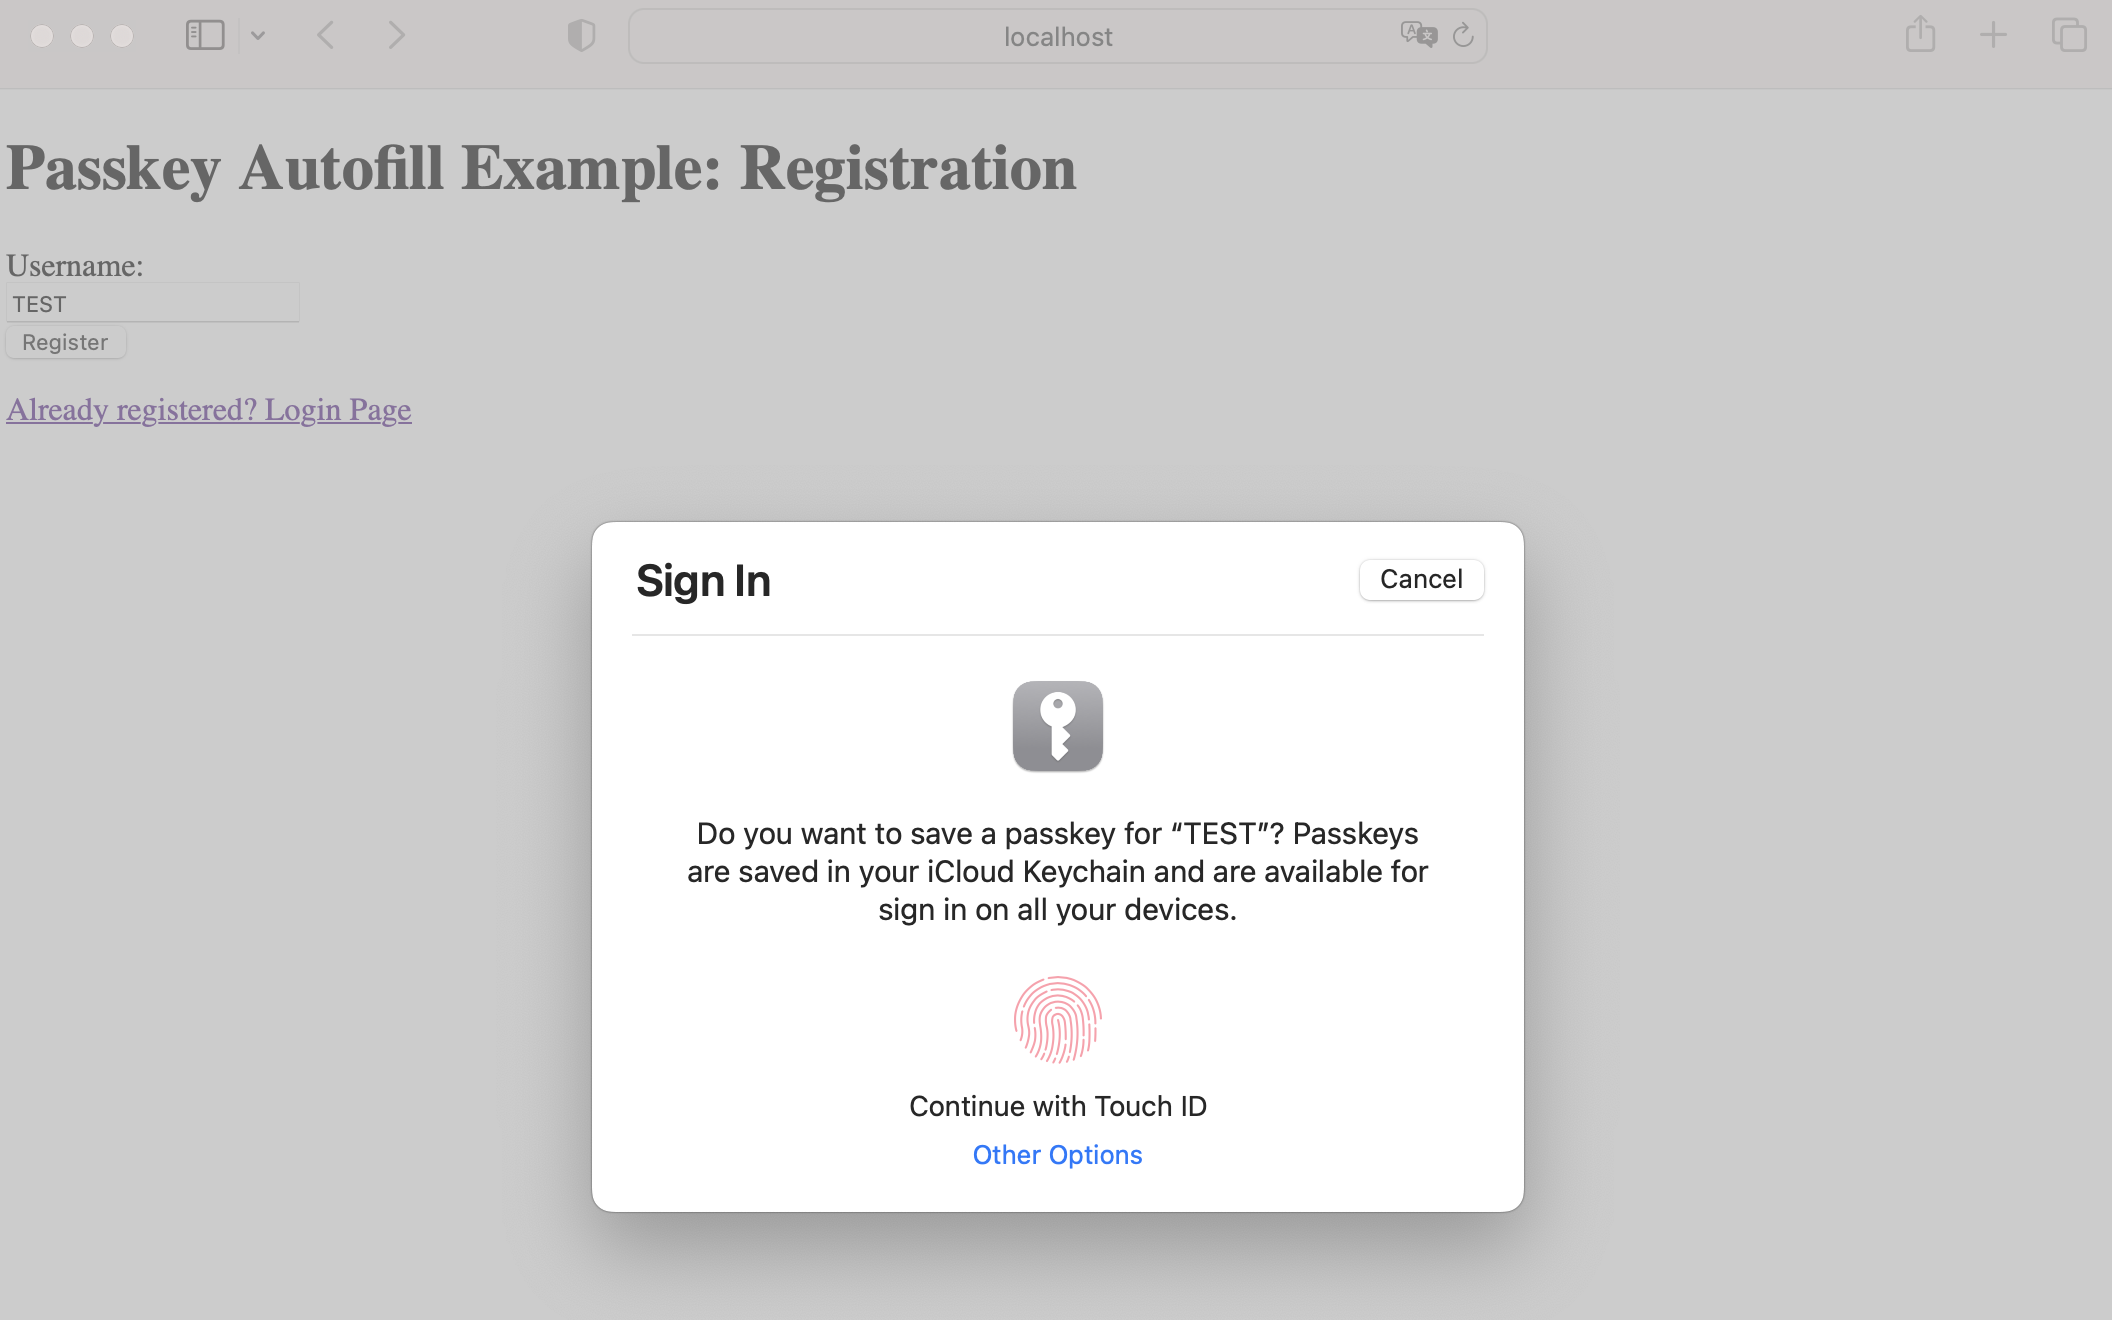 localhost
Passkey Autofill Example: Registration
Username:
TEST
Register
Already registered? Login Page
Sign In
Cancel
Do you want to save a passkey for “TEST”? Passkeys
are saved in your iCloud Keychain and are available for
sign in on all your devices.
Continue with Touch ID
Other Options